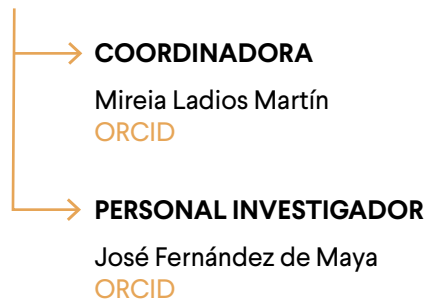 COORDINADORA
Mireia Ladios Martín
ORCID
PERSONAL INVESTIGADOR
José Fernández de Maya
ORCID